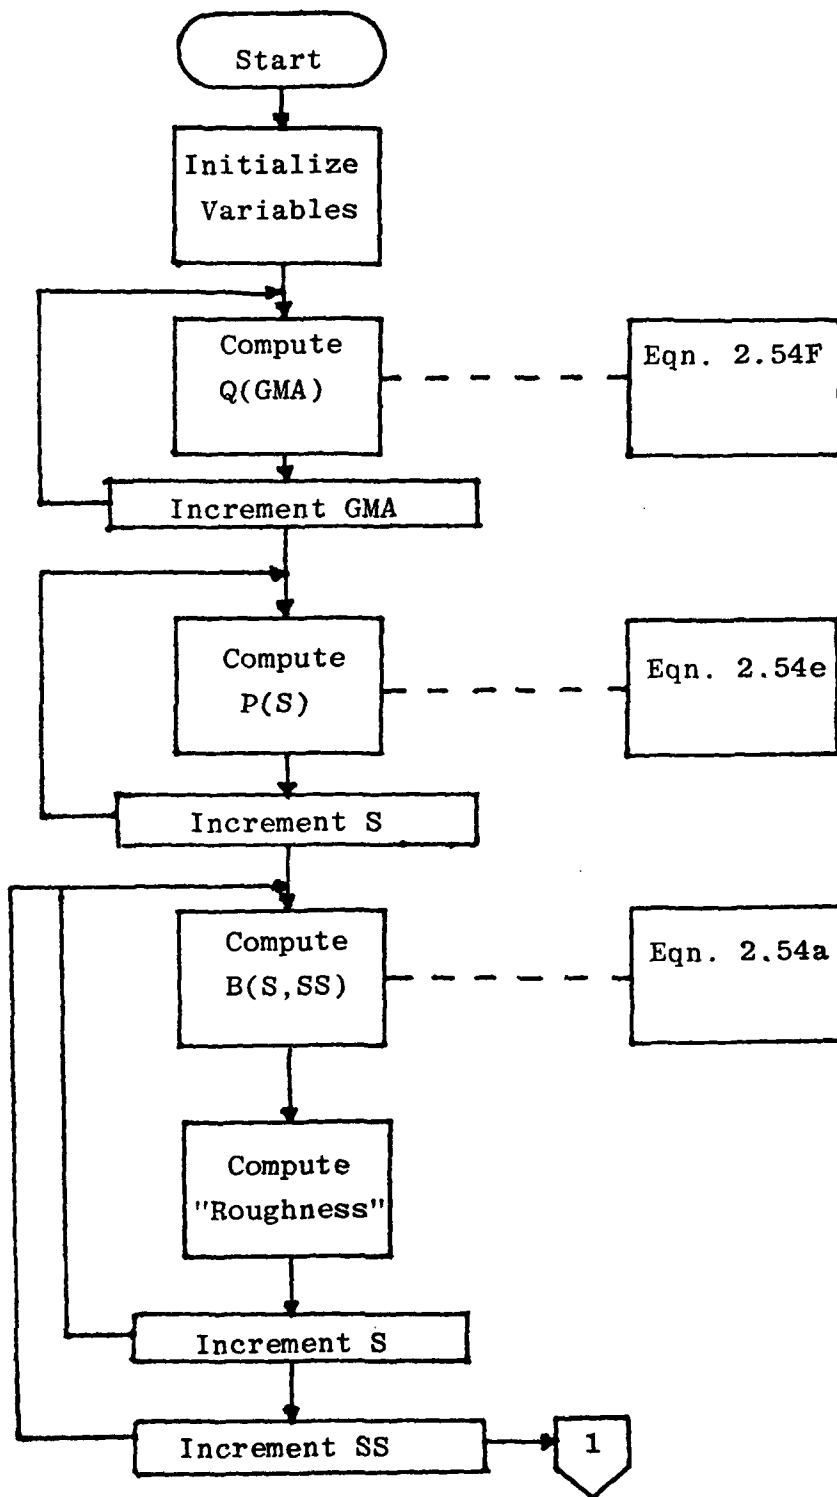 Start
Initialize
Variables
Compute
Q(GMA)
Eqn. 2.54F
Increment GMA
Compute
P(S)
Eqn. 2.54e
Increment S
Compute
B(S,SS)
Eqn. 2.54a
Compute
"Roughness"
Increment S
Increment SS
1